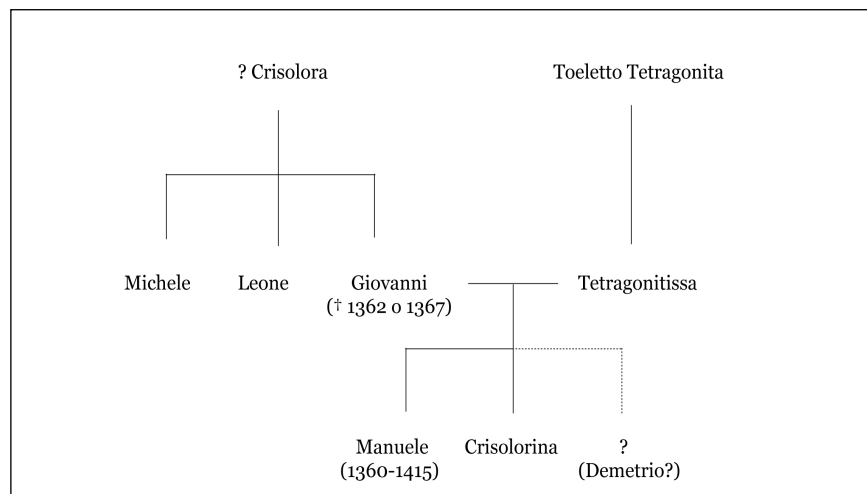 ? Crisolora
Toeletto Tetragonita
Michele
Leone
Giovanni
(† 1362 o 1367)
Tetragonitissa
Manuele
(1360-1415)
Crisolorina
?
(Demetrio?)